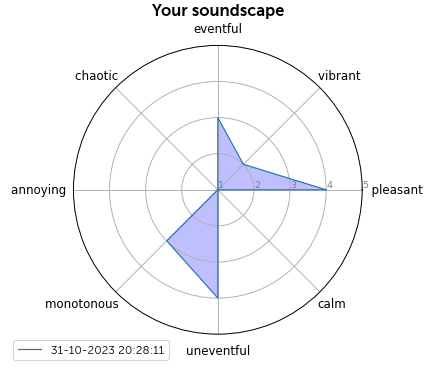 Your soundscape
eventful
chaotic
vibrant
annoying
1 2 3 4 5
pleasant
monotonous
calm
uneventful
31-10-2023 20:28:11